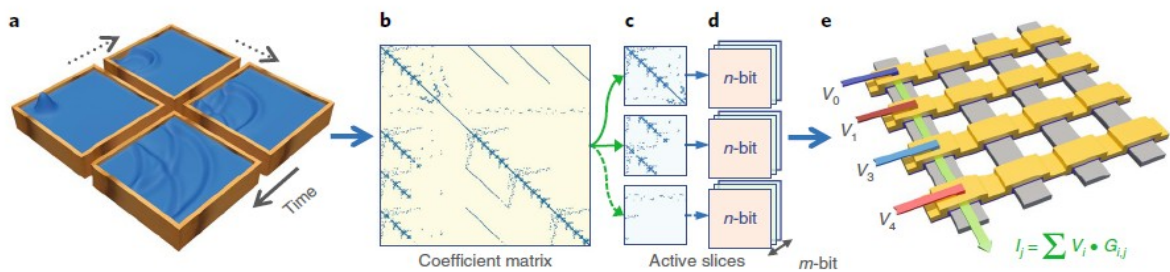 a
b
c
d
e
Time
Coefficient matrix
n-bit
n-bit
n-bit
Active slices
m-bit
V₀
V₁
V₃
V₄
Iⱼ = ∑ Vᵢ • Gᵢ,ⱼ